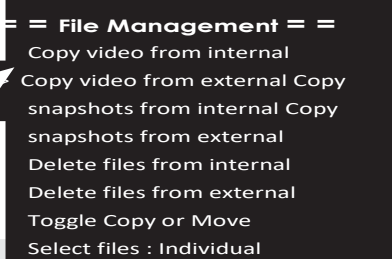 = = File Management = =
Copy video from internal
Copy video from external Copy
snapshots from internal Copy
snapshots from external
Delete files from internal
Delete files from external
Toggle Copy or Move
Select files : Individual